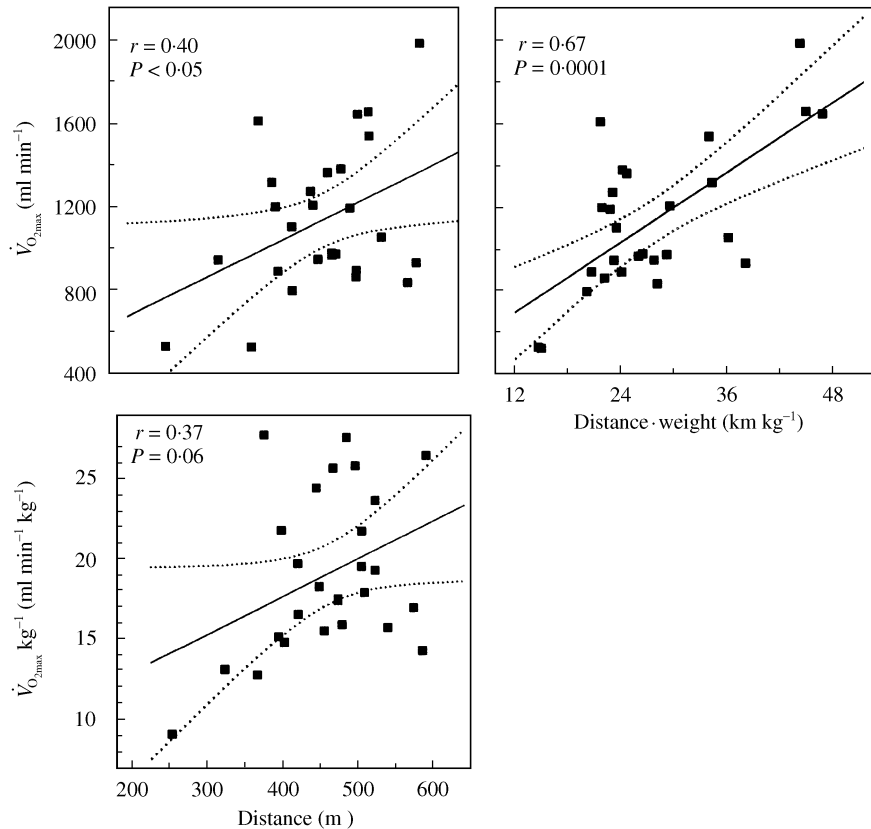 2000
1600
1200
800
400
V̇O2max (ml min–1)
r = 0·40
P < 0·05
r = 0·67
P = 0·0001
12 24 36 48
Distance·weight (km kg–1)
25
20
15
10
V̇O2max kg–1 (ml min–1 kg–1)
r = 0·37
P = 0·06
200 300 400 500 600
Distance (m )